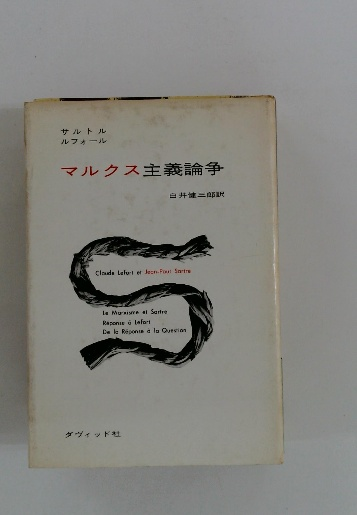 サルトル
ルフォール
マルクス主義論争
白井健三郎訳
Claude Lefort et Jean-Paul Sartre
Le Marxisme et Sartre
Réponse à Lefort
De la Réponse à la Question
ダヴィッド社